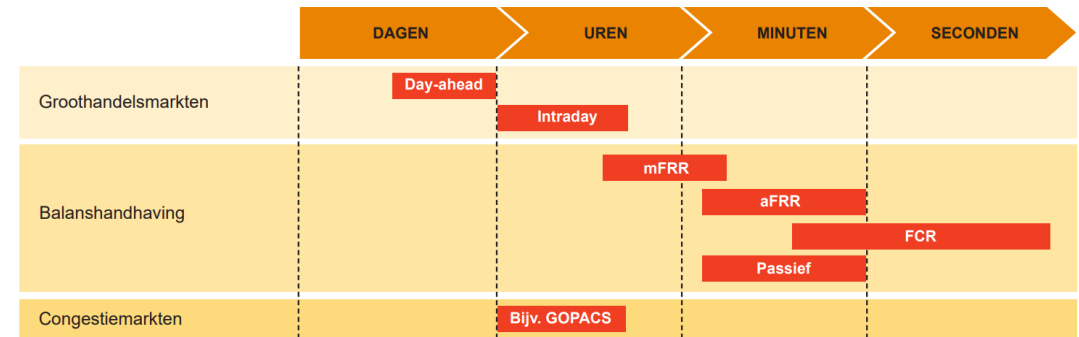 DAGEN
UREN
MINUTEN
SECONDEN
Groothandelsmarkten
Day-ahead
Intraday
Balanshandhaving
mFRR
aFRR
FCR
Passief
Congestiemarkten
Bijv. GOPACS